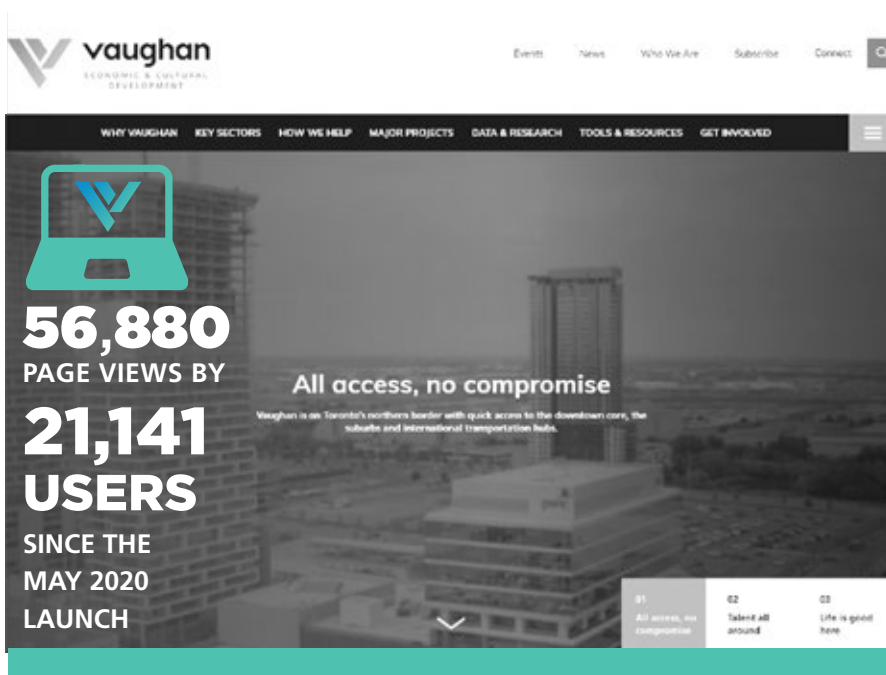 vaughan
ECONOMIC & CULTURAL
DEVELOPMENT
Events News Who We Are Subscribe Connect
WHY VAUGHAN KEY SECTORS HOW WE HELP MAJOR PROJECTS DATA & RESEARCH TOOLS & RESOURCES GET INVOLVED
56,880
PAGE VIEWS BY
21,141
USERS
SINCE THE
MAY 2020
LAUNCH
All access, no compromise
Vaughan is on Toronto's northern border with quick access to the downtown core, the
suburbs and international transportation hubs.
pwc
01
All access, no
compromise
02
Talent all
around
03
Life is good
here